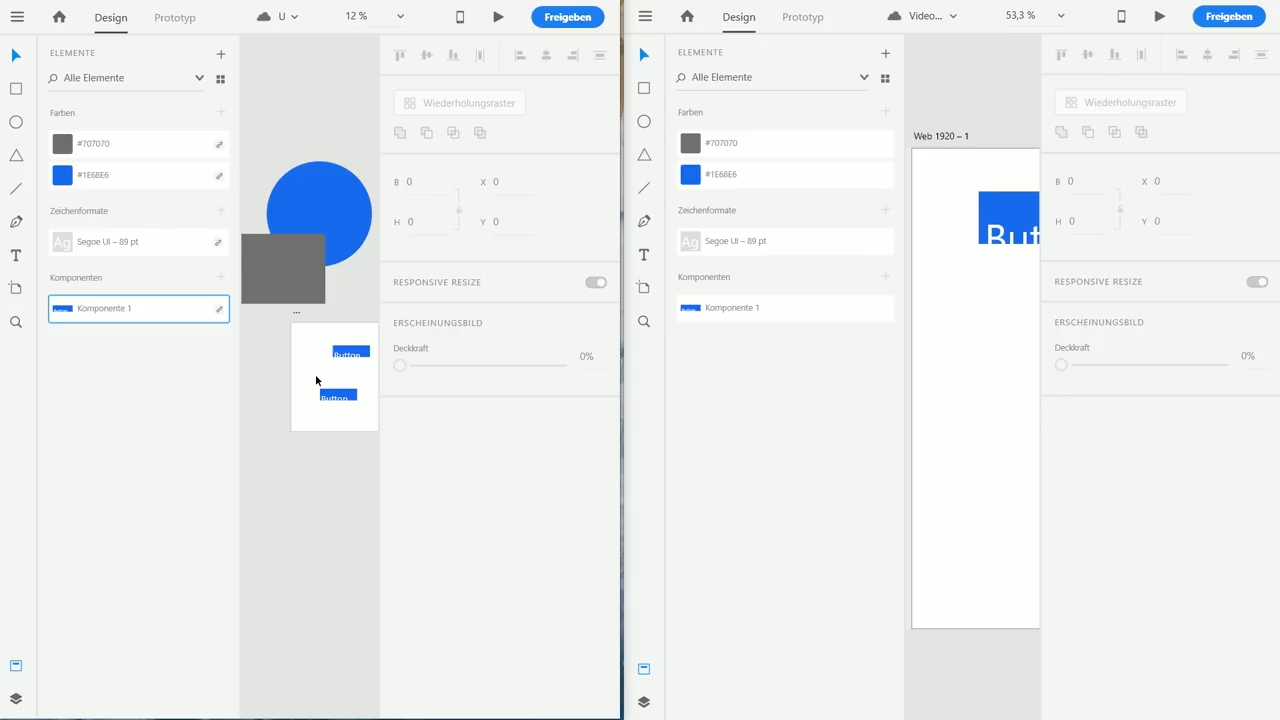 Design
Prototyp
U
12 %
Freigeben
ELEMENTE
Alle Elemente
Farben
#707070
#1E68E6
Zeichenformate
Ag
Segoe UI – 89 pt
Komponenten
Komponente 1
...
Button
Button
Wiederholungsraster
B 0
X 0
H 0
Y 0
RESPONSIVE RESIZE
ERSCHEINUNGSBILD
Deckkraft
0%
Design
Prototyp
Video...
53,3 %
Freigeben
ELEMENTE
Alle Elemente
Farben
#707070
#1E68E6
Zeichenformate
Ag
Segoe UI – 89 pt
Komponenten
Komponente 1
Web 1920 – 1
But
Wiederholungsraster
B 0
X 0
H 0
Y 0
RESPONSIVE RESIZE
ERSCHEINUNGSBILD
Deckkraft
0%